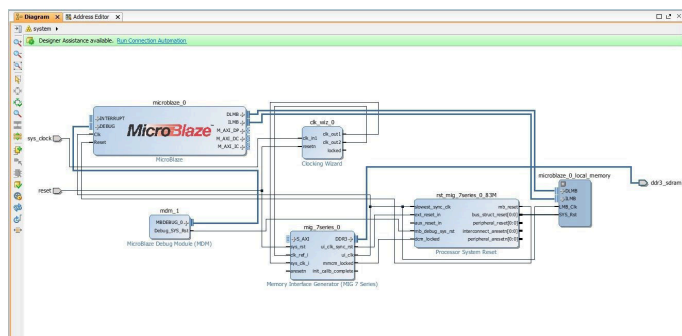 Diagram
Address Editor
system
Designer Assistance available. Run Connection Automation
microblaze_0
INTERRUPT
DEBUG
Clk
Reset
MicroBlaze
DLMB
ILMB
M_AXI_DP
M_AXI_DC
M_AXI_IC
MicroBlaze
clk_wiz_0
clk_in1
resetn
clk_out1
clk_out2
locked
Clocking Wizard
sys_clock
reset
mdm_1
MBDEBUG_0
Debug_SYS_Rst
MicroBlaze Debug Module (MDM)
mig_7series_0
S_AXI
sys_rst
clk_ref_i
sys_clk_i
aresetn
DDR3
ui_clk_sync_rst
ui_clk
mmcm_locked
init_calib_complete
Memory Interface Generator (MIG 7 Series)
rst_mig_7series_0_83M
slowest_sync_clk
ext_reset_in
aux_reset_in
mb_debug_sys_rst
dcm_locked
mb_reset
bus_struct_reset[0:0]
peripheral_reset[0:0]
interconnect_aresetn[0:0]
peripheral_aresetn[0:0]
Processor System Reset
microblaze_0_local_memory
DLMB
ILMB
LMB_Clk
SYS_Rst
ddr3_sdram